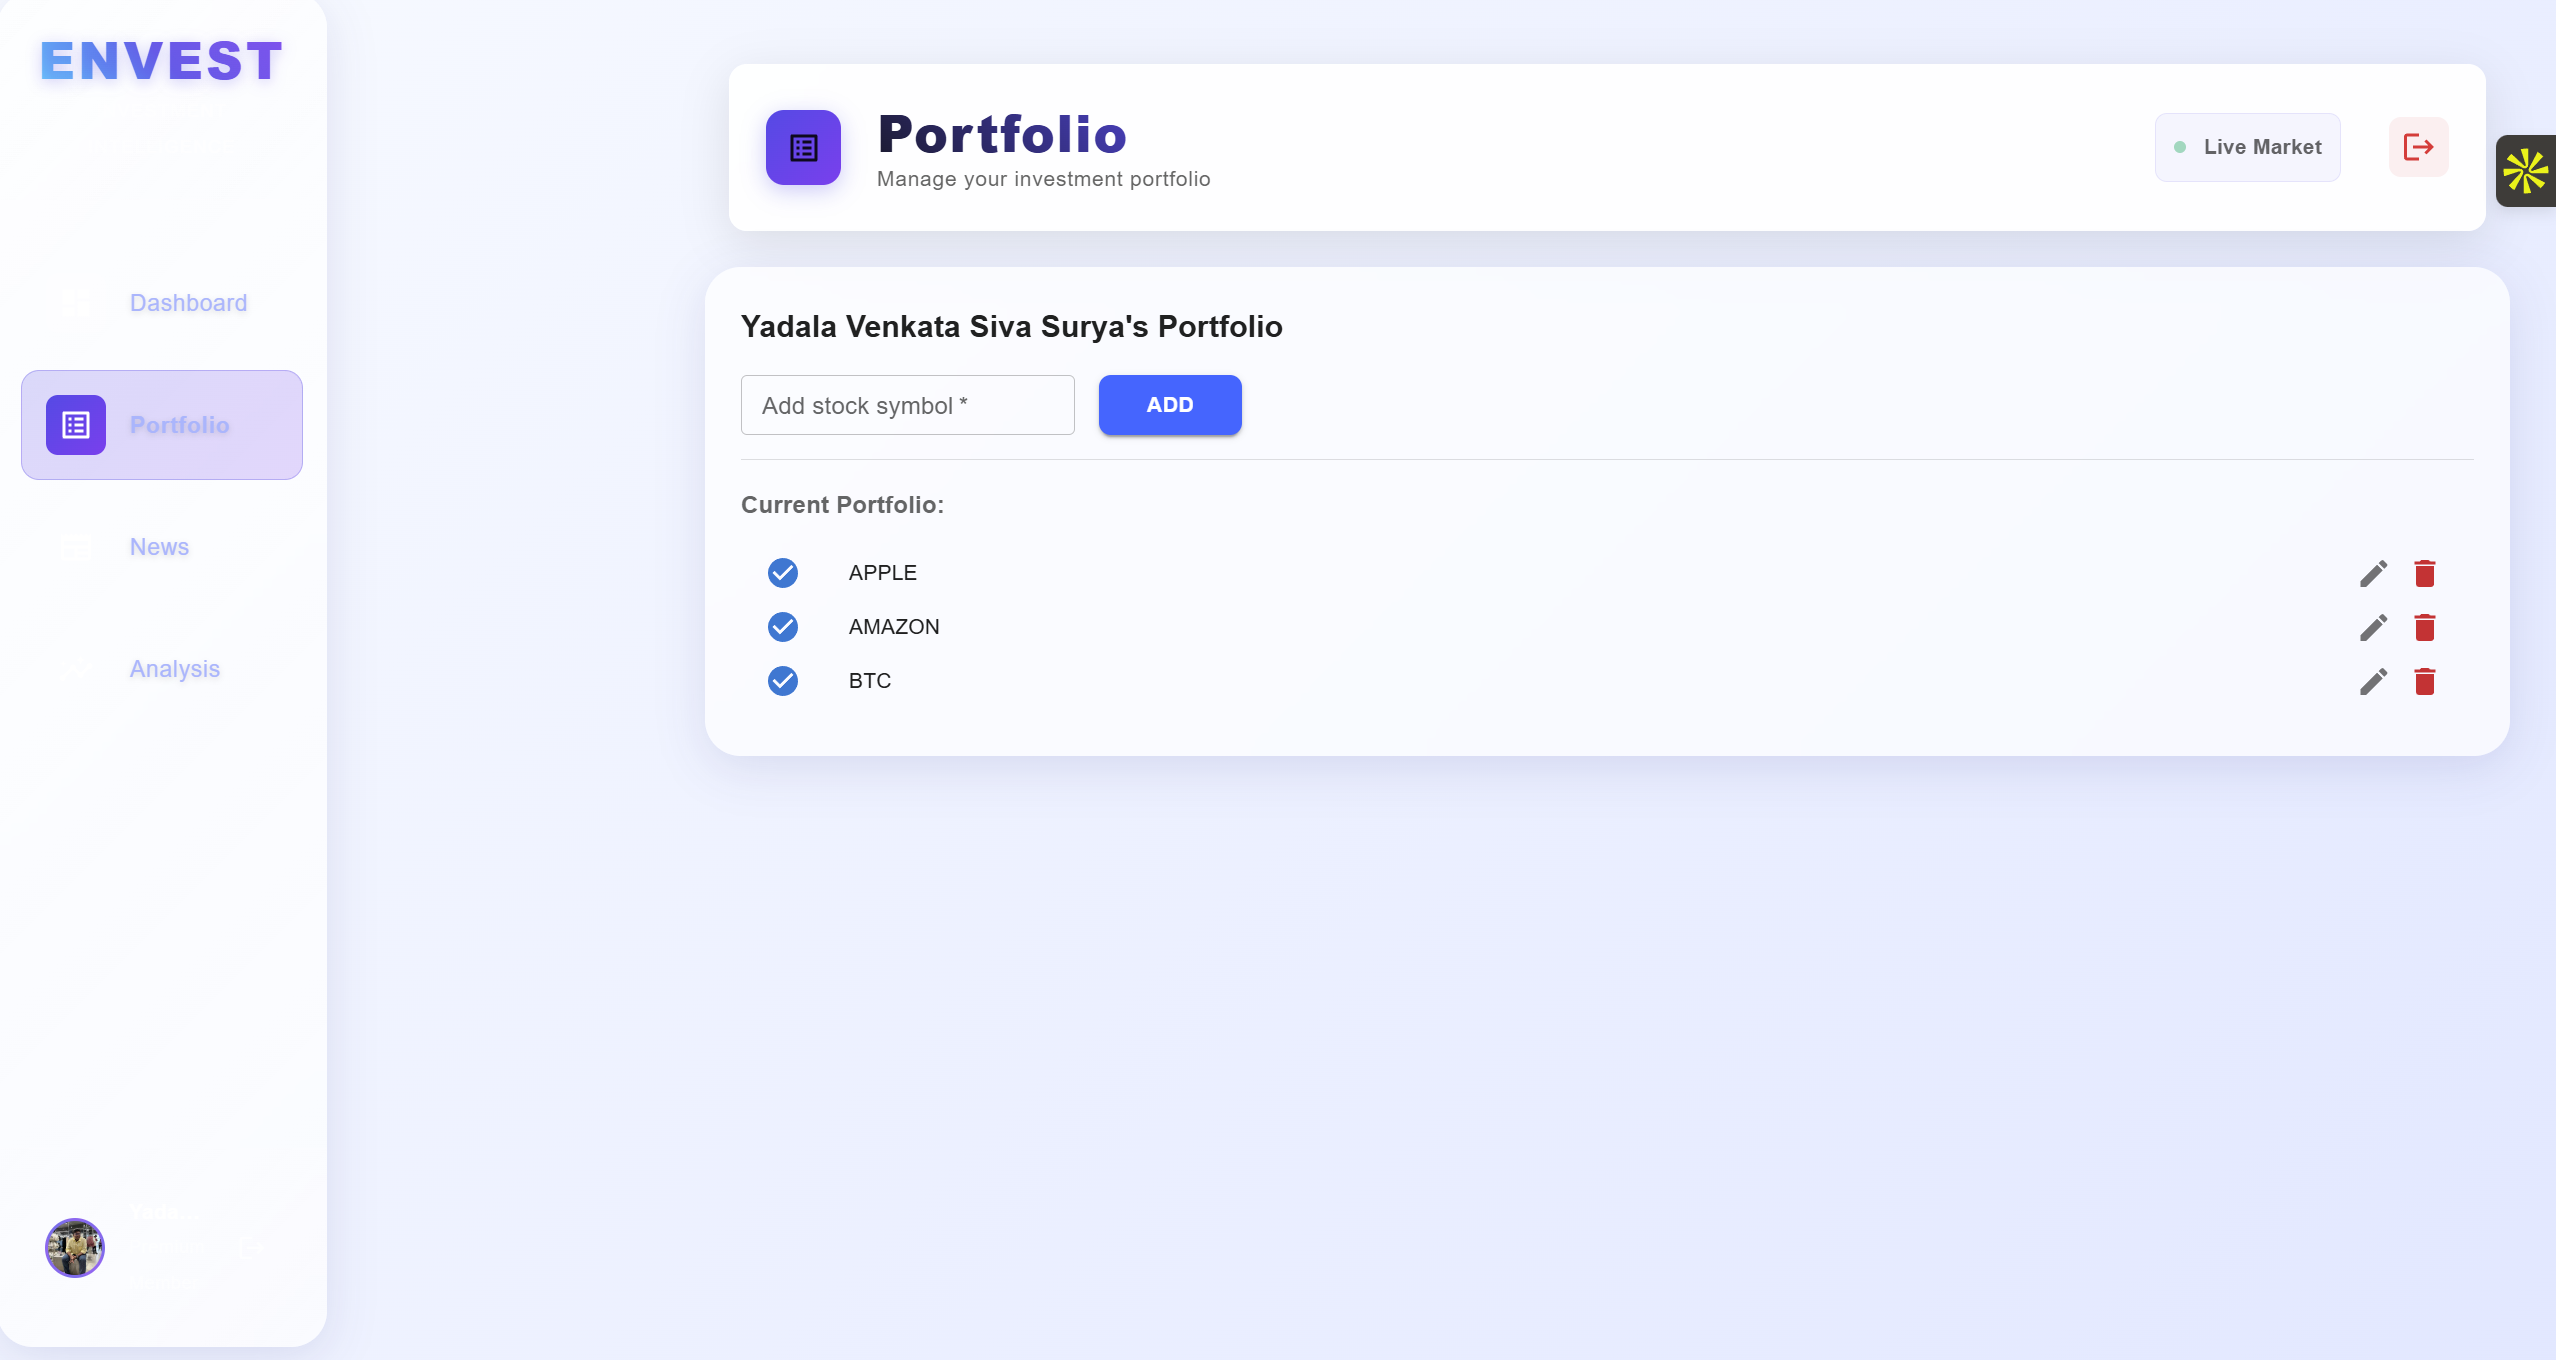 ENVEST
Dashboard
Portfolio
News
Analysis
Portfolio
Manage your investment portfolio
Live Market
Yadala Venkata Siva Surya's Portfolio
Add stock symbol *
ADD
Current Portfolio:
APPLE
AMAZON
BTC